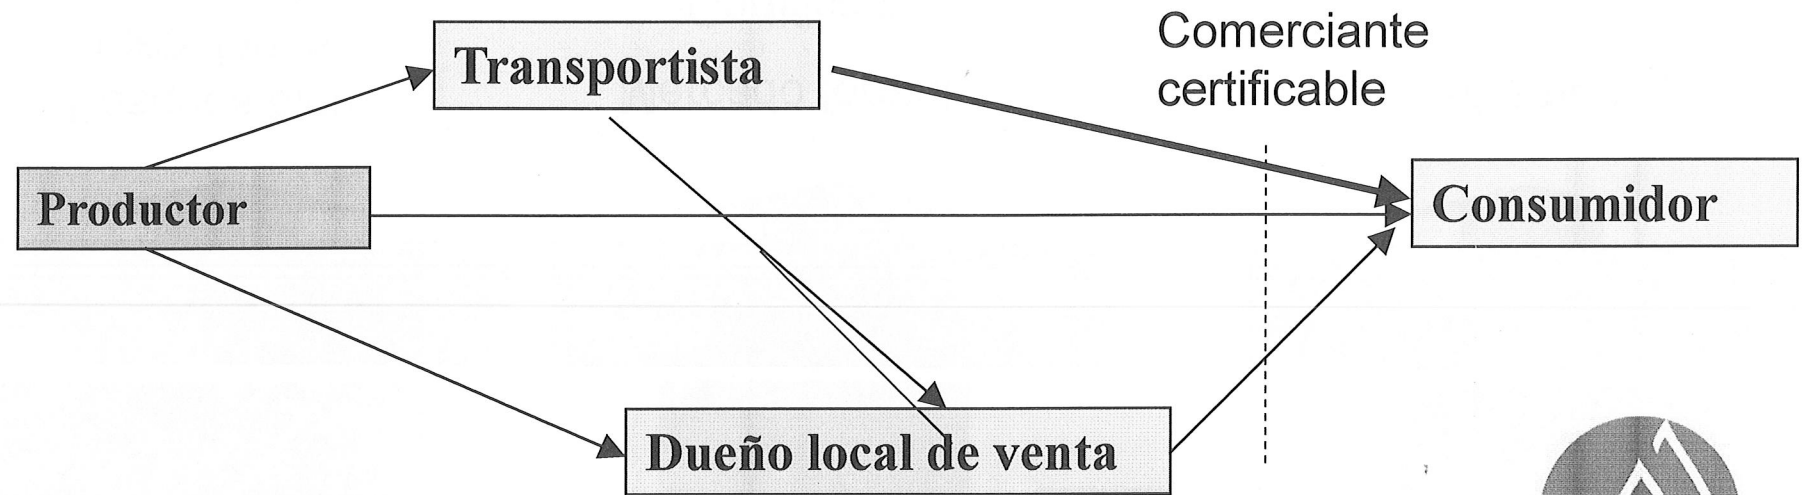 Comerciante
certificable
Transportista
Productor
Consumidor
Dueño local de venta